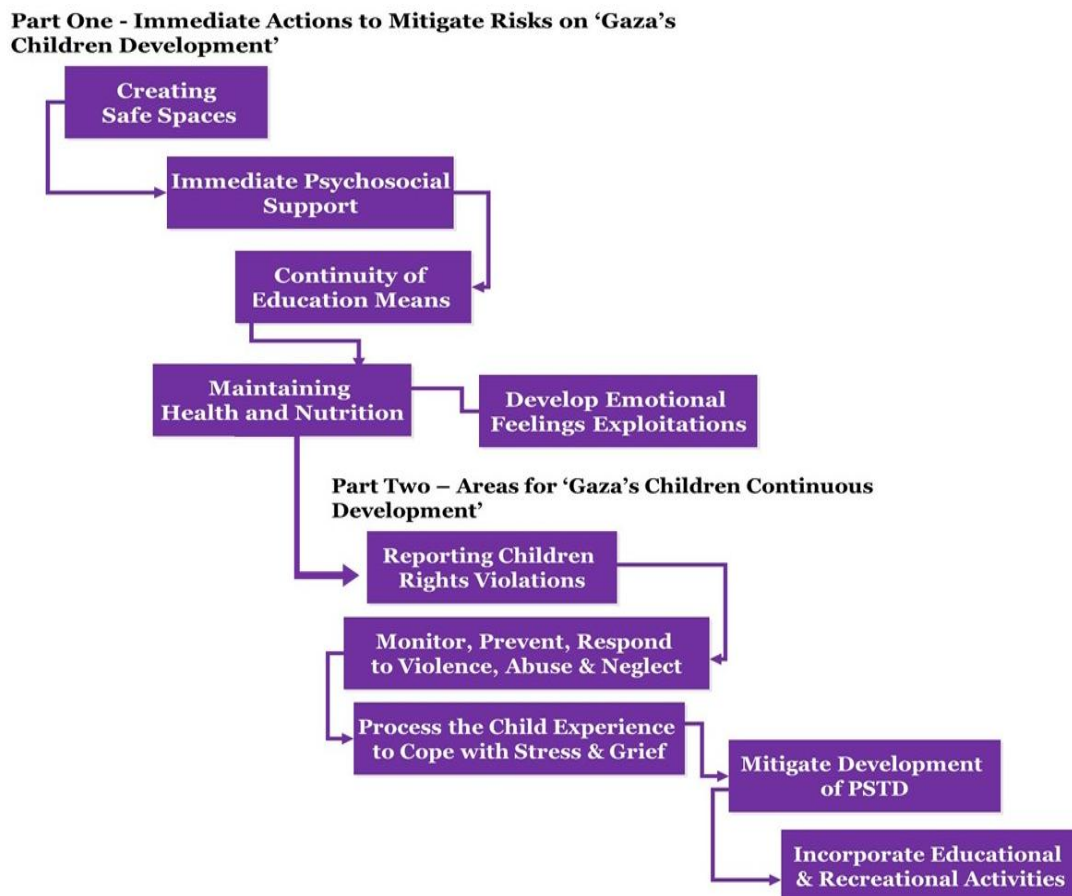 Part One - Immediate Actions to Mitigate Risks on ‘Gaza’s
Children Development’
Creating
Safe Spaces
Immediate Psychosocial
Support
Continuity of
Education Means
Maintaining
Health and Nutrition
Develop Emotional
Feelings Exploitations
Part Two – Areas for ‘Gaza’s Children Continuous
Development’
Reporting Children
Rights Violations
Monitor, Prevent, Respond
to Violence, Abuse & Neglect
Process the Child Experience
to Cope with Stress & Grief
Mitigate Development
of PSTD
Incorporate Educational
& Recreational Activities